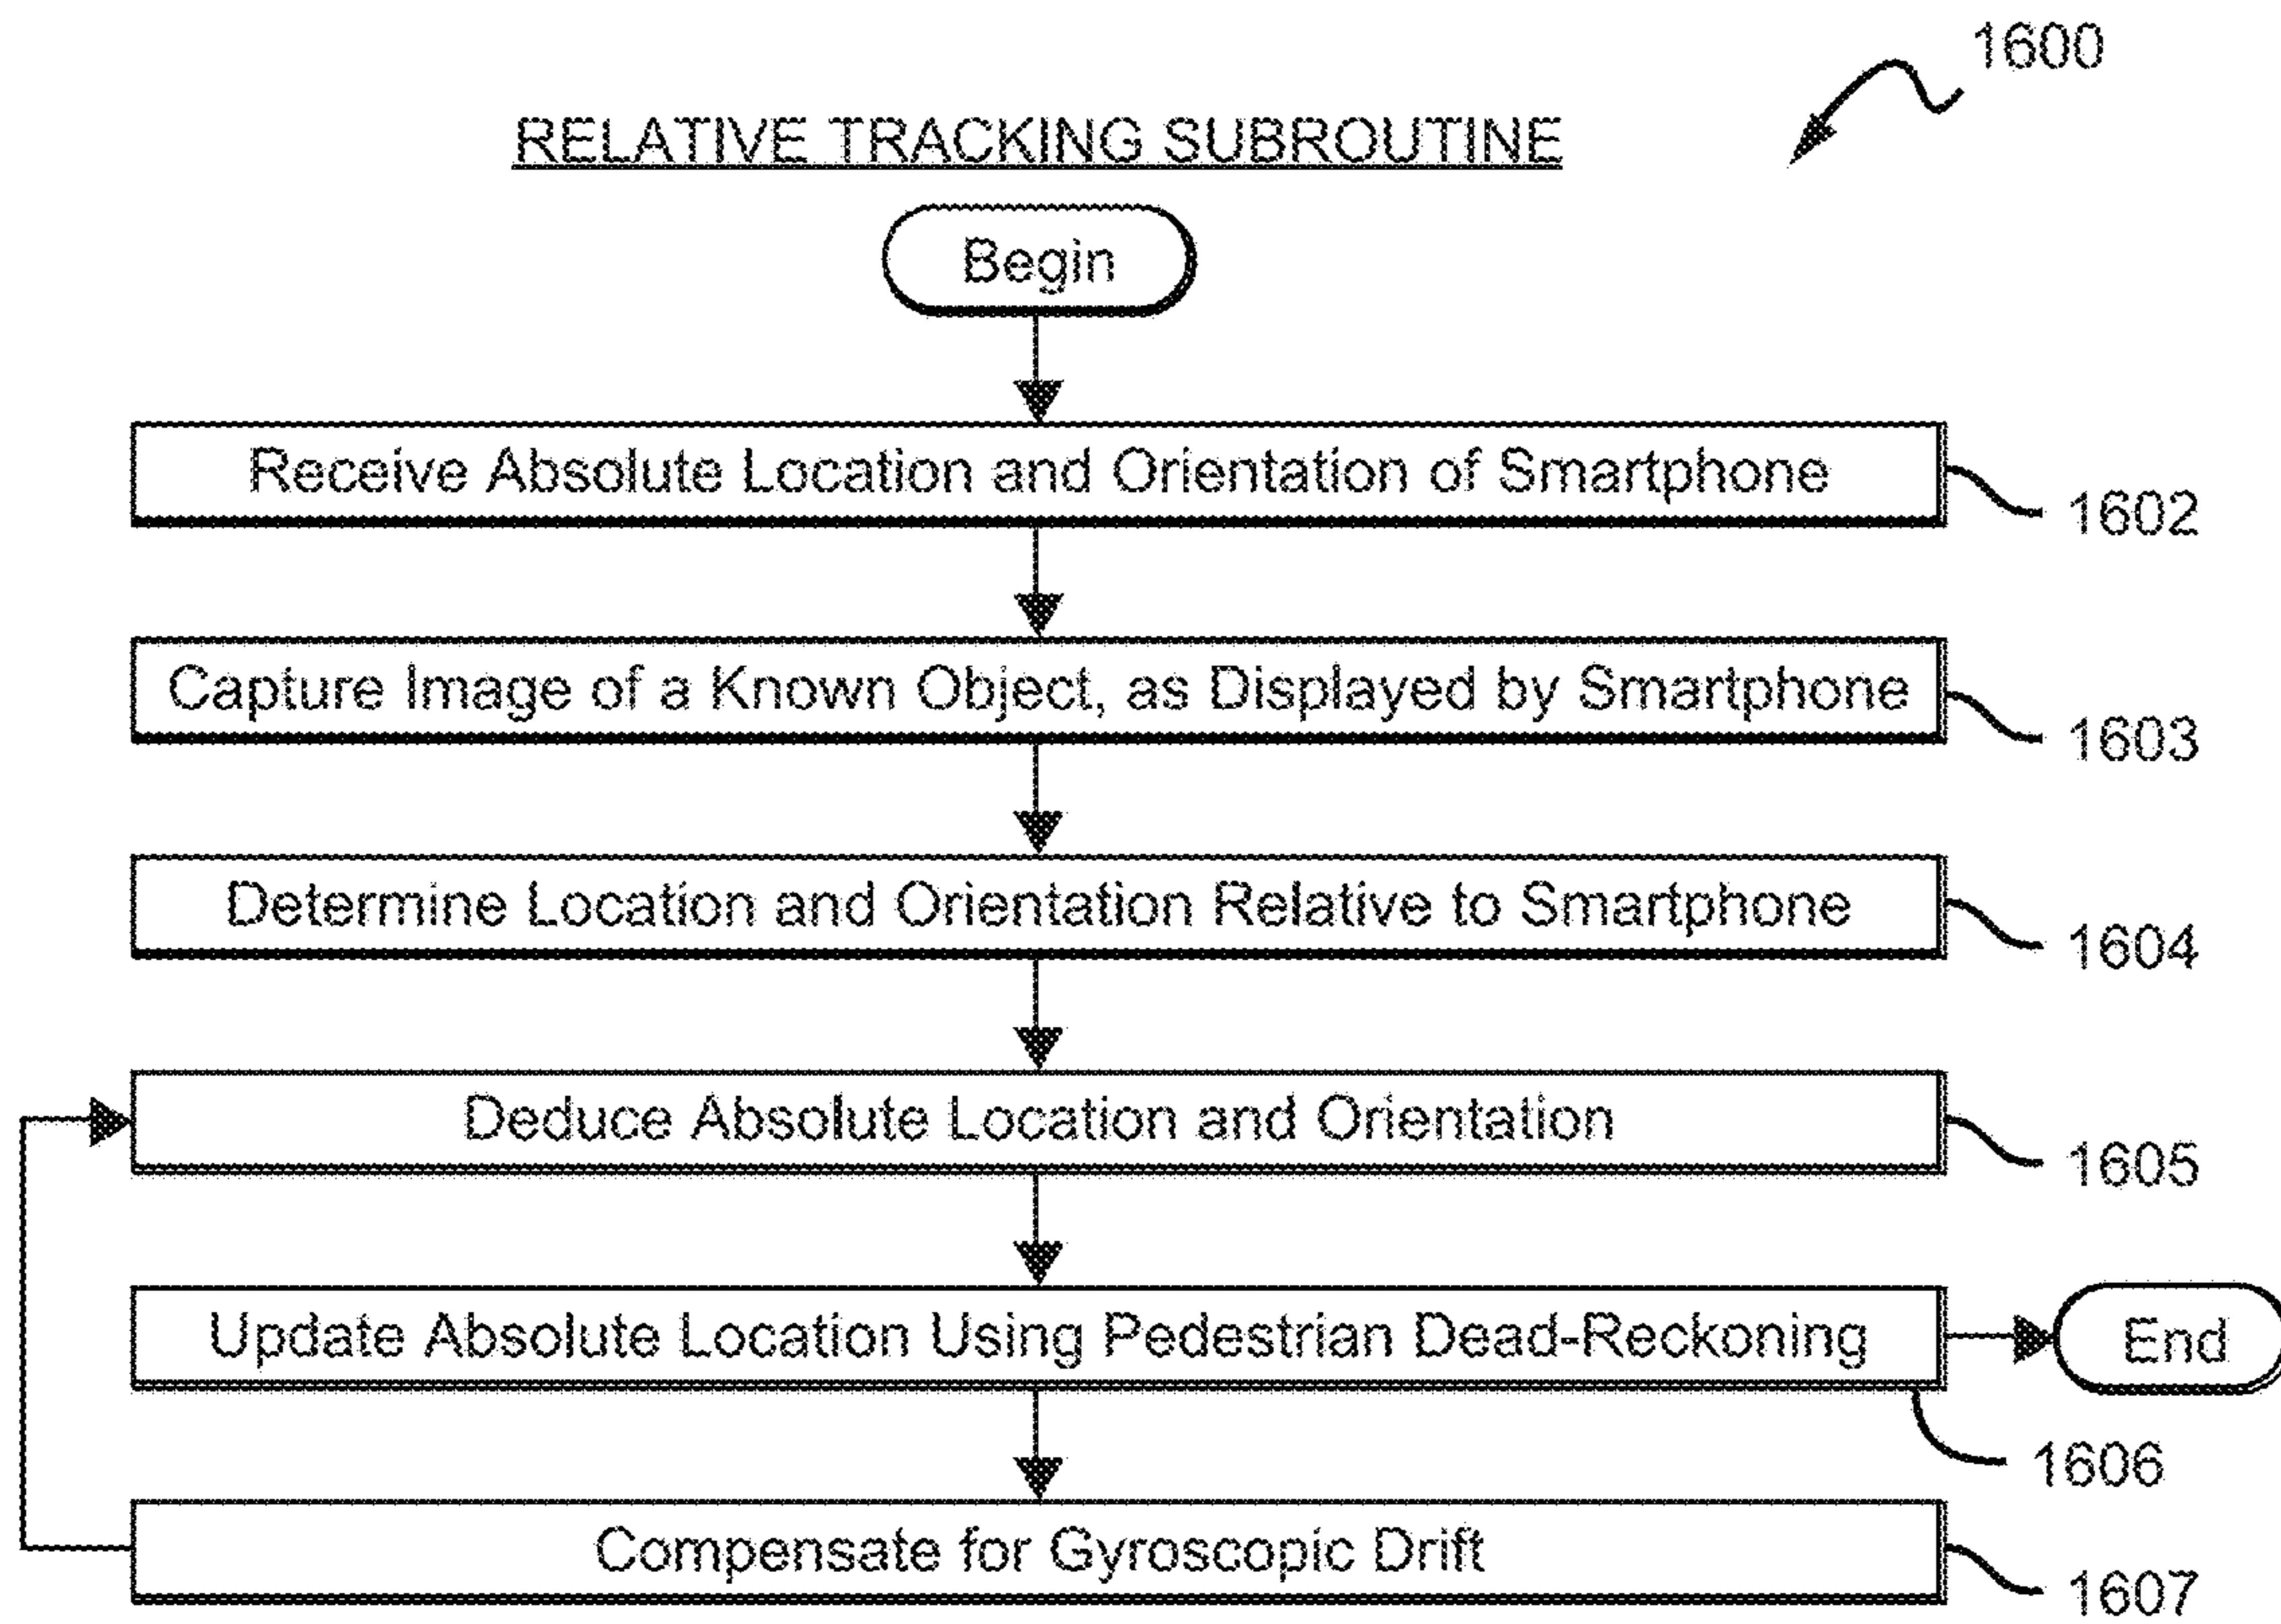 1600
RELATIVE TRACKING SUBROUTINE
Begin
Receive Absolute Location and Orientation of Smartphone
1602
Capture Image of a Known Object, as Displayed by Smartphone
1603
Determine Location and Orientation Relative to Smartphone
1604
Deduce Absolute Location and Orientation
1605
Update Absolute Location Using Pedestrian Dead-Reckoning
End
1606
Compensate for Gyroscopic Drift
1607